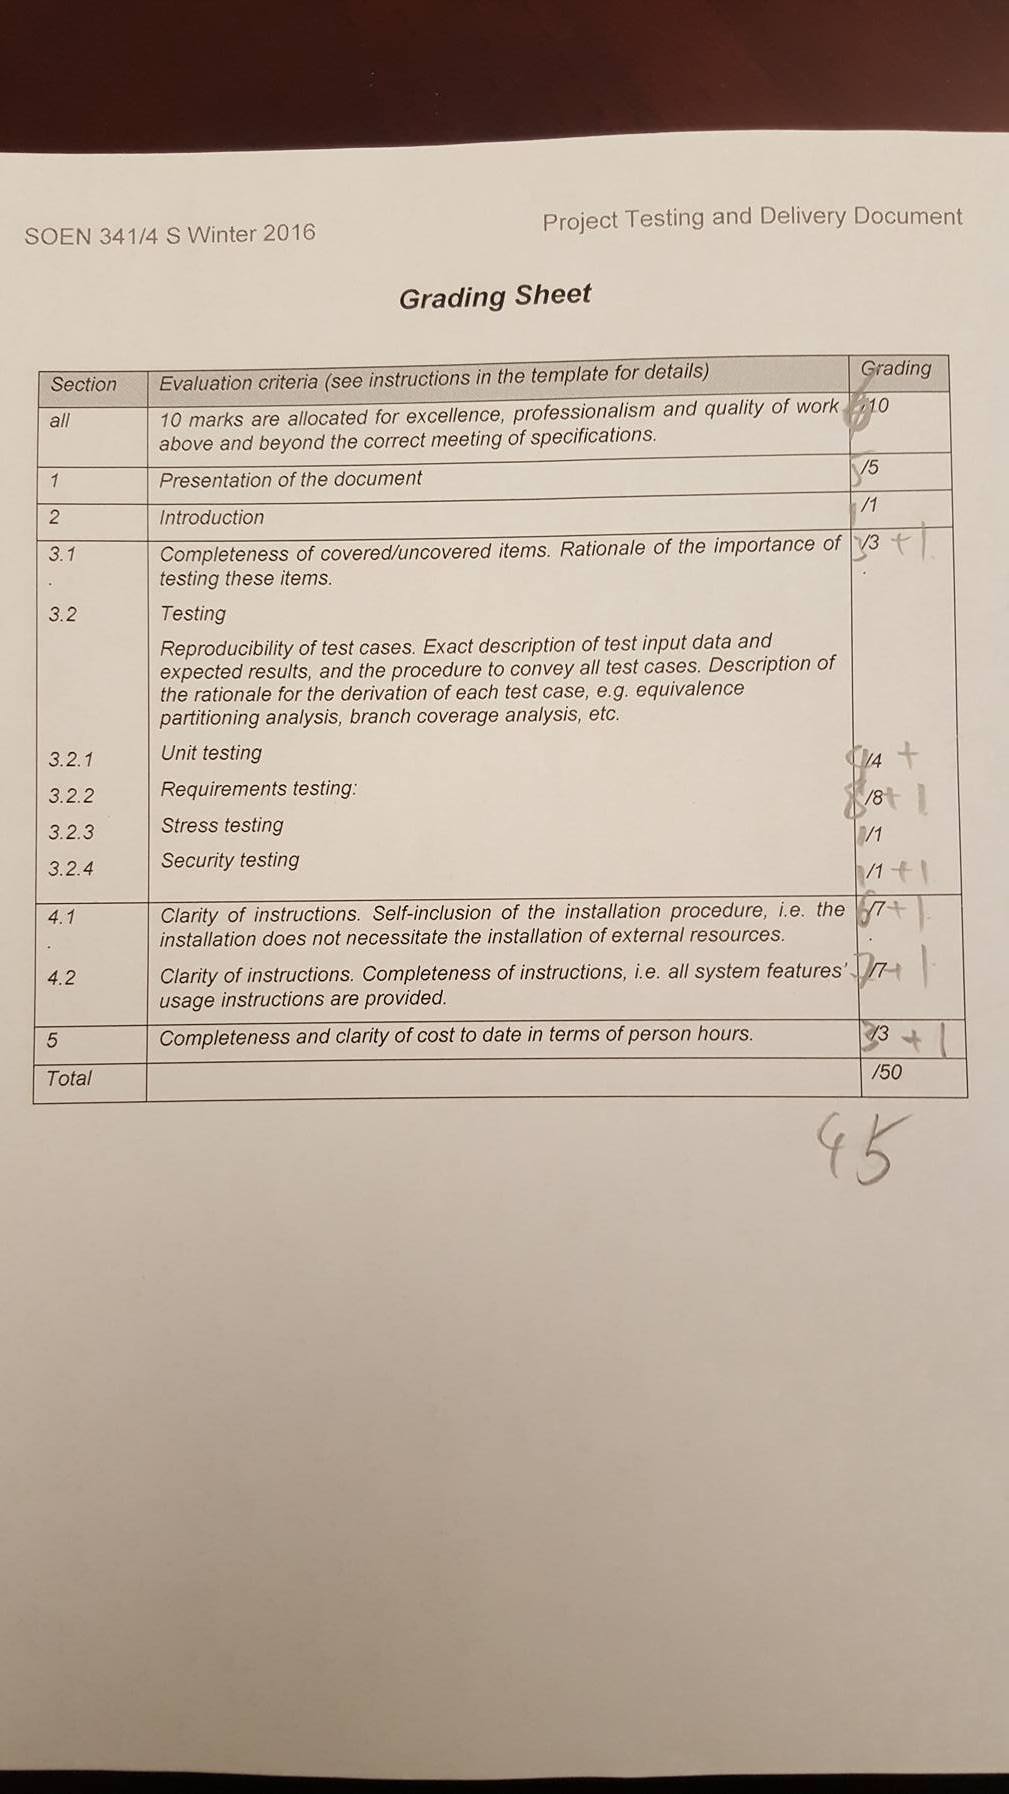 SOEN 341/4 S Winter 2016
Project Testing and Delivery Document
Grading Sheet
Section Evaluation criteria (see instructions in the template for details) Grading
all 10 marks are allocated for excellence, professionalism and quality of work /10
above and beyond the correct meeting of specifications.
1 Presentation of the document 5/5
2 Introduction 1/1
3.1 Completeness of covered/uncovered items. Rationale of the importance of 3/3 +1
. testing these items. .
3.2 Testing
Reproducibility of test cases. Exact description of test input data and
expected results, and the procedure to convey all test cases. Description of
the rationale for the derivation of each test case, e.g. equivalence
partitioning analysis, branch coverage analysis, etc.
3.2.1 Unit testing /4 +
3.2.2 Requirements testing: 8/8 +1
3.2.3 Stress testing /1
3.2.4 Security testing 1/1 +1
4.1 Clarity of instructions. Self-inclusion of the installation procedure, i.e. the /7 +1
. installation does not necessitate the installation of external resources. .
4.2 Clarity of instructions. Completeness of instructions, i.e. all system features' 7/7 +1
usage instructions are provided.
5 Completeness and clarity of cost to date in terms of person hours. 3/3 +1
Total /50
45